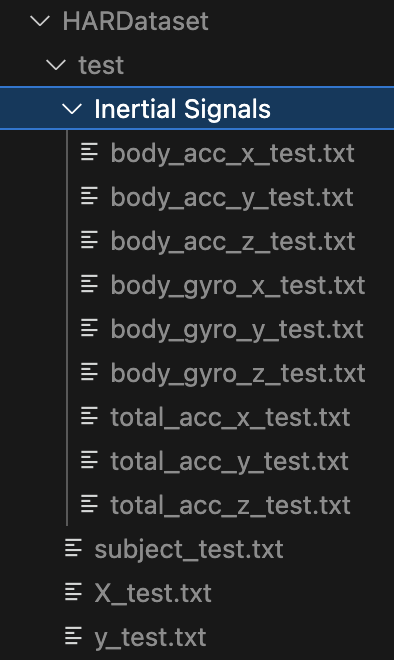 HARDataset
test
Inertial Signals
body_acc_x_test.txt
body_acc_y_test.txt
body_acc_z_test.txt
body_gyro_x_test.txt
body_gyro_y_test.txt
body_gyro_z_test.txt
total_acc_x_test.txt
total_acc_y_test.txt
total_acc_z_test.txt
subject_test.txt
X_test.txt
y_test.txt